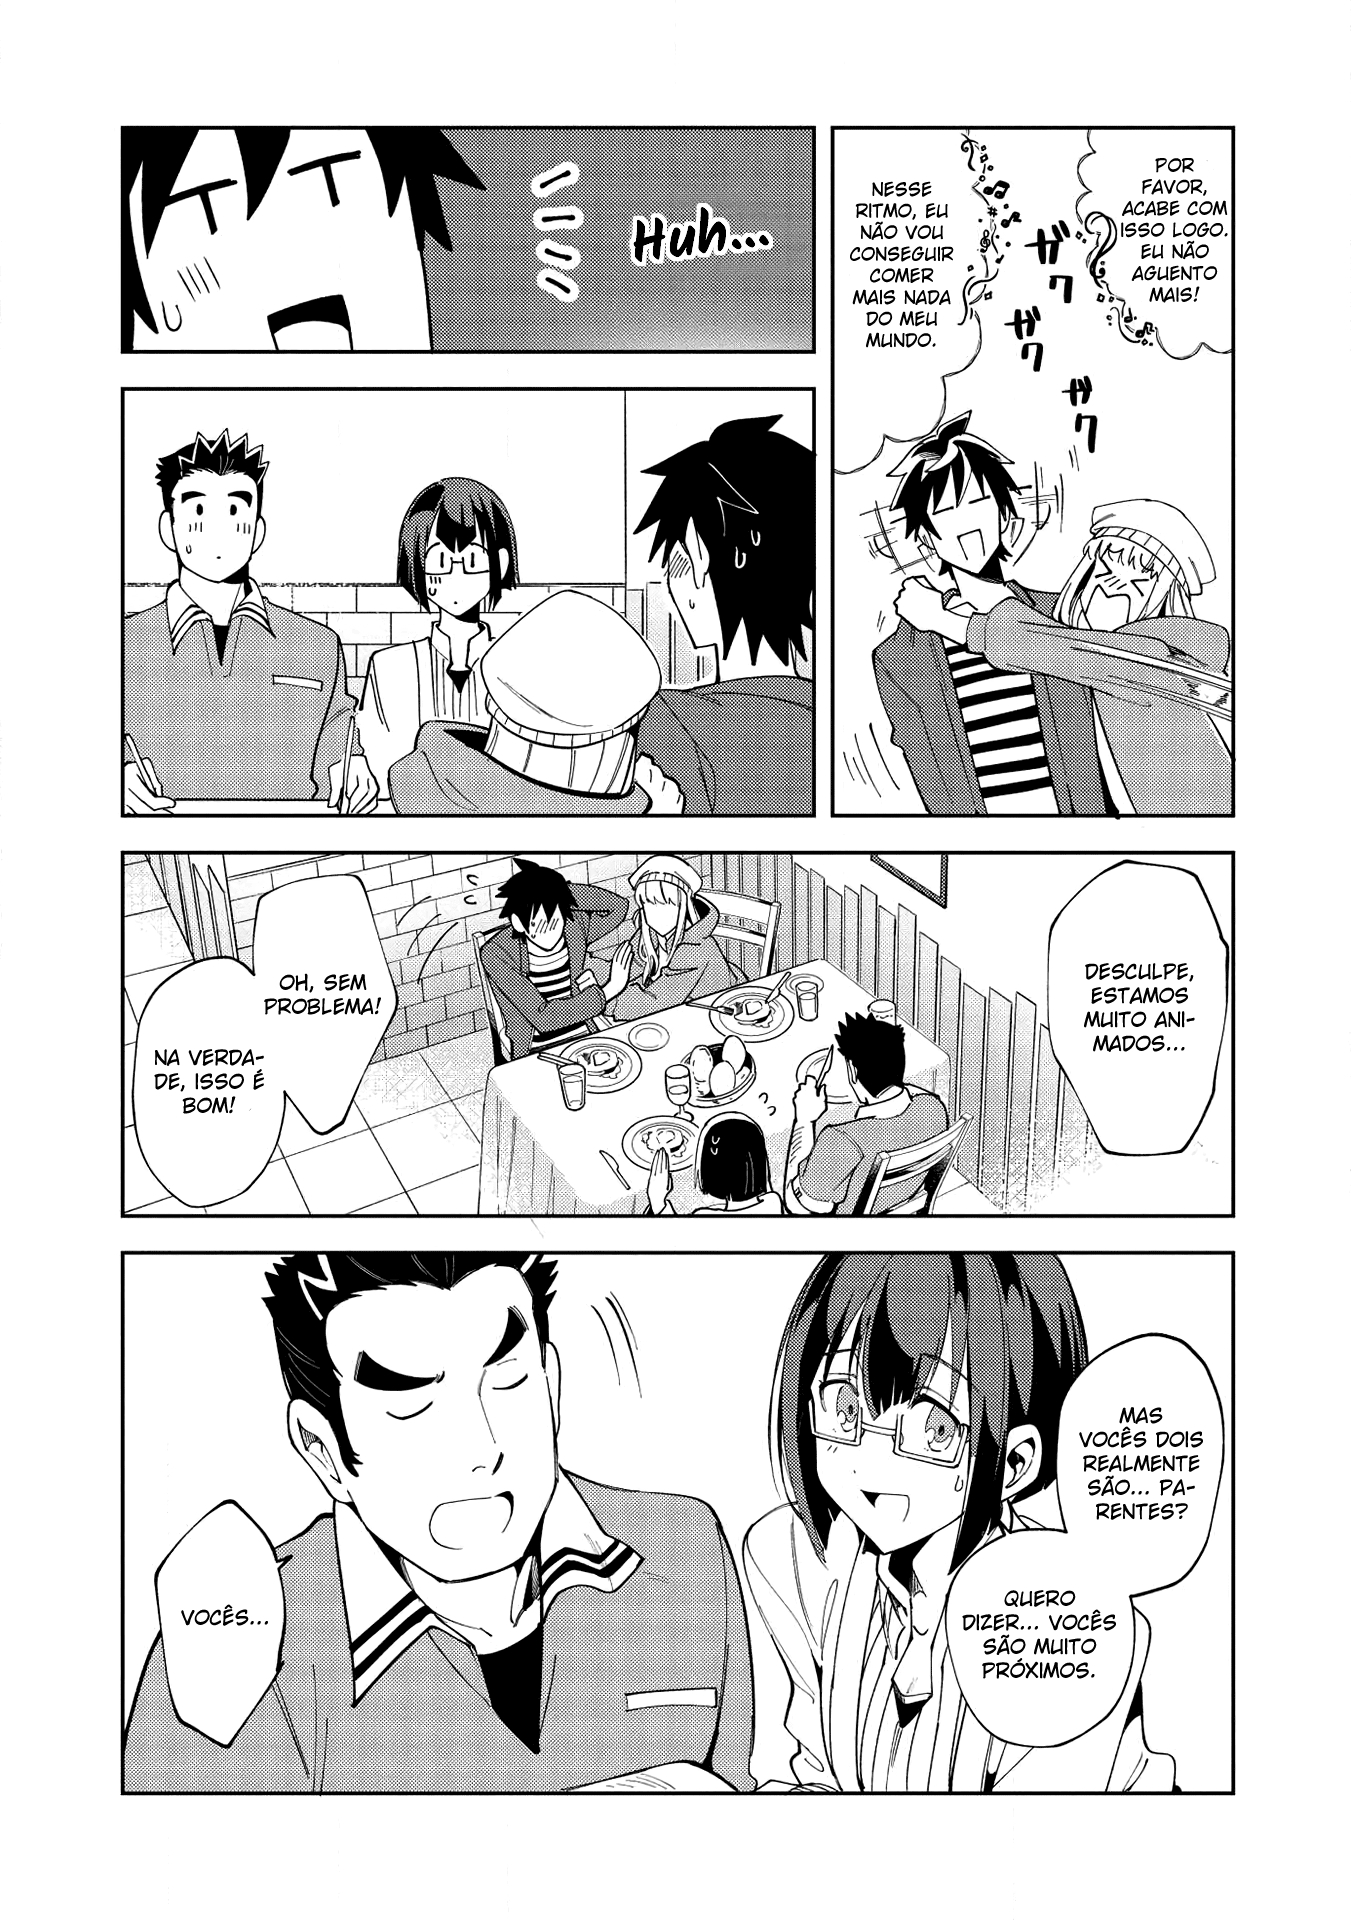 POR
FAVOR,
ACABE COM
ISSO LOGO.
EU NÃO
AGUENTO
MAIS!
NESSE
RITMO, EU
NÃO VOU
CONSEGUIR
COMER
MAIS NADA
DO MEU
MUNDO.
ガク
ガク
ガク
Huh...
DESCULPE,
ESTAMOS
MUITO ANI-
MADOS...
OH, SEM
PROBLEMA!
NA VERDA-
DE, ISSO É
BOM!
MAS
VOCÊS DOIS
REALMENTE
SÃO... PA-
RENTES?
QUERO
DIZER... VOCÊS
SÃO MUITO
PRÓXIMOS.
VOCÊS...